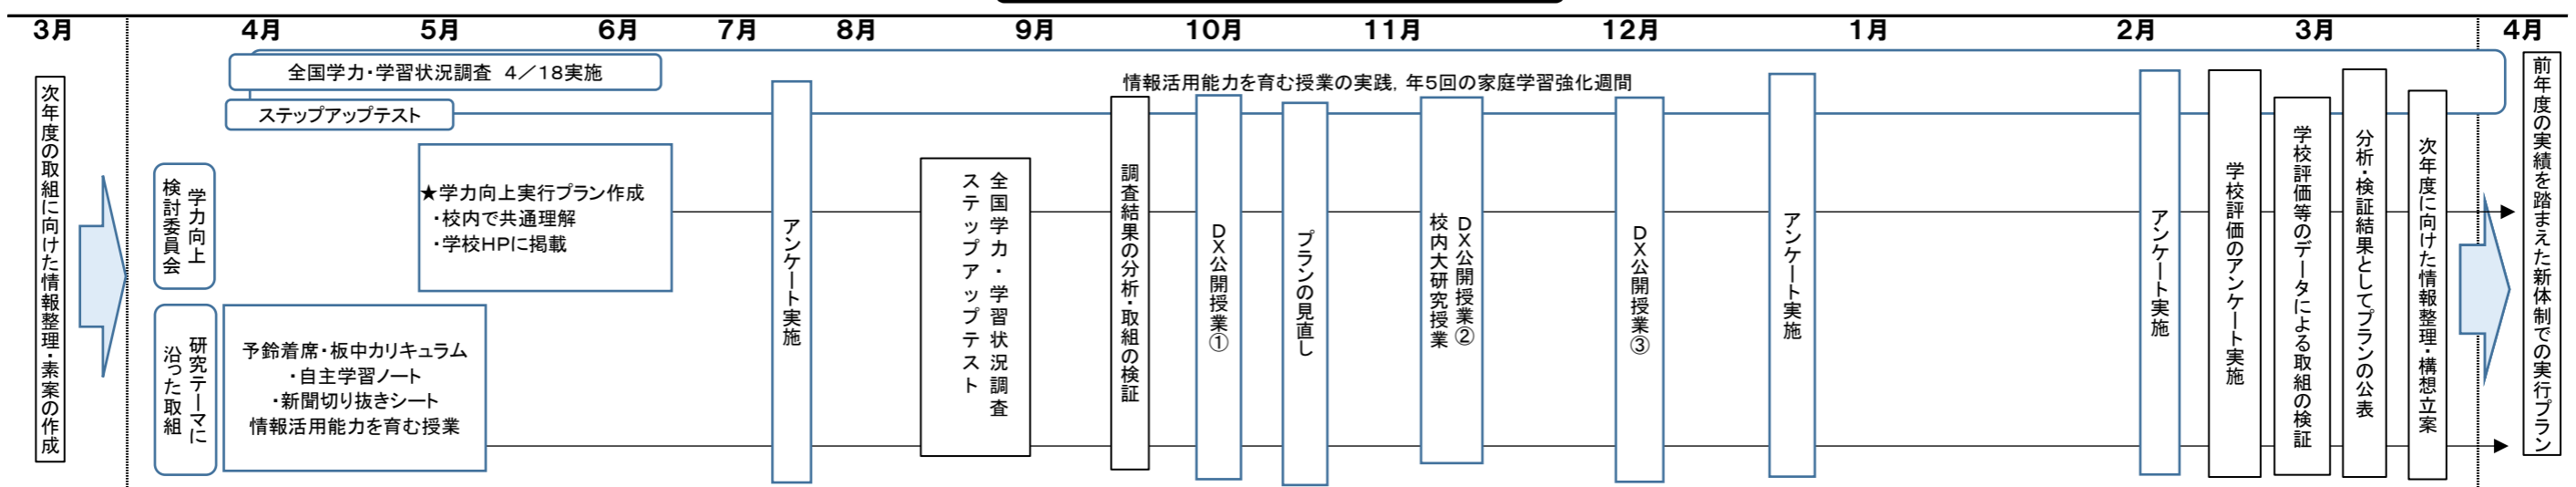 3月 4月 5月 6月 7月 8月 9月 10月 11月 12月 1月 2月 3月 4月
全国学力・学習状況調査 4/18実施
情報活用能力を育む授業の実践,年5回の家庭学習強化週間
ステップアップテスト
次年度の取組に向けた情報整理・素案の作成
学力向上
検討委員会
★学力向上実行プラン作成
・校内で共通理解
・学校HPに掲載
研究テーマに
沿った取組
予鈴着席・板中カリキュラム
・自主学習ノート
・新聞切り抜きシート
情報活用能力を育む授業
アンケート実施
全国学力・学習状況調査
ステップアップテスト
調査結果の分析・取組の検証
DX公開授業①
プランの見直し
DX公開授業②
校内大研究授業
DX公開授業③
アンケート実施
アンケート実施
学校評価のアンケート実施
学校評価等のデータによる取組の検証
分析・検証結果としてプランの公表
次年度に向けた情報整理・構想立案
前年度の実績を踏まえた新体制での実行プラン